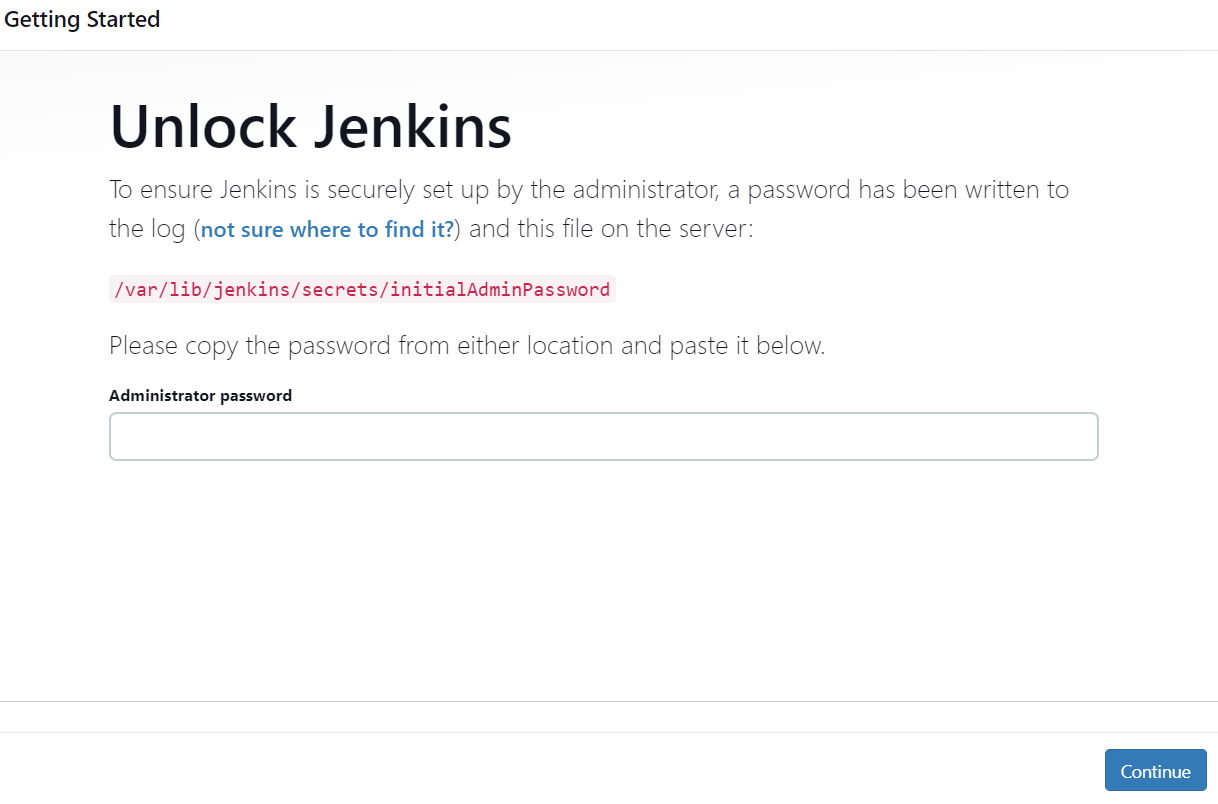 Getting Started
Unlock Jenkins
To ensure Jenkins is securely set up by the administrator, a password has been written to
the log (not sure where to find it?) and this file on the server:
/var/lib/jenkins/secrets/initialAdminPassword
Please copy the password from either location and paste it below.
Administrator password
Continue